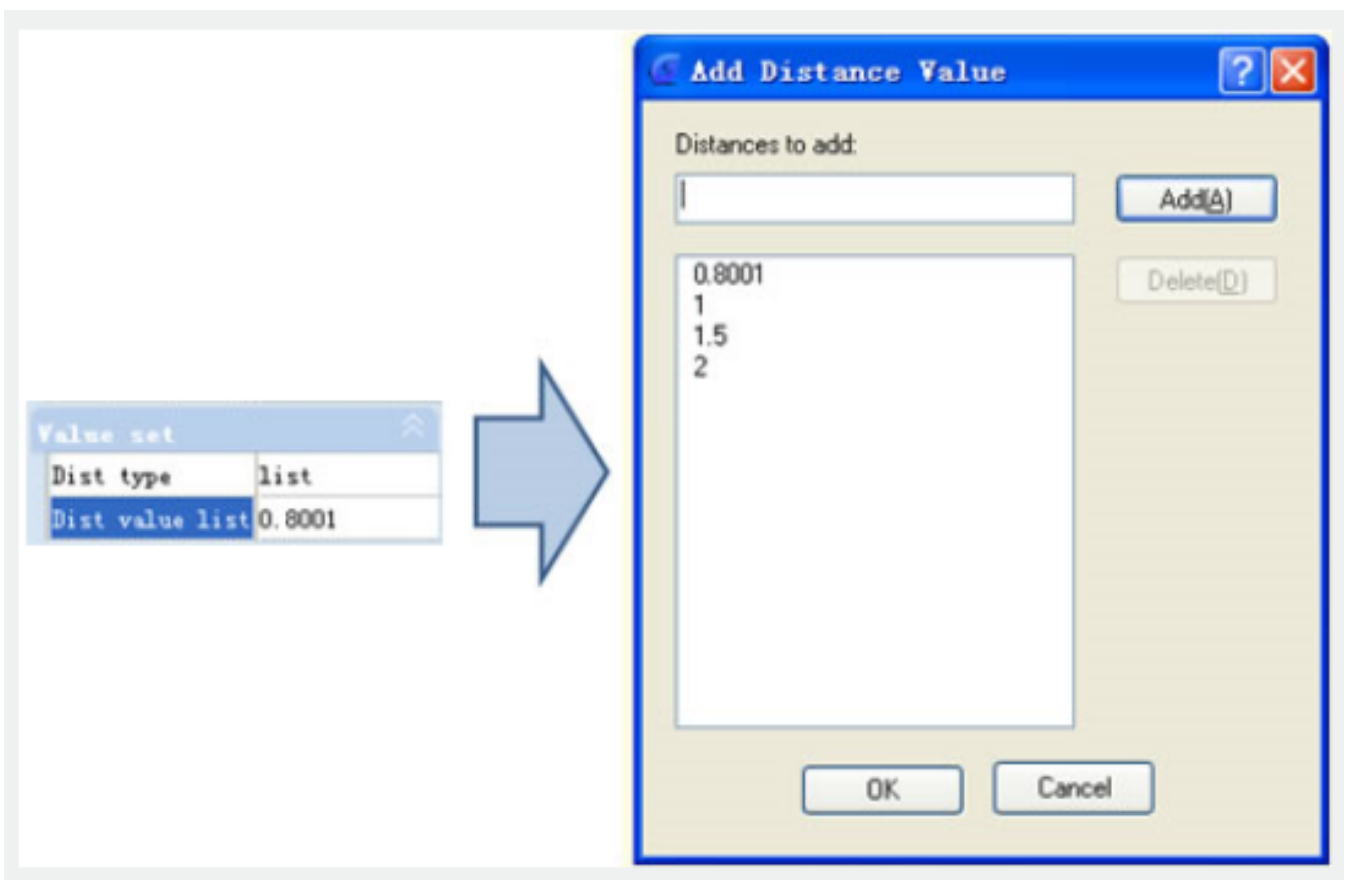 Value set
Dist type list
Dist value list 0.8001
Add Distance Value
Distances to add:
Add(A)
0.8001
1
1.5
2
Delete(D)
OK Cancel